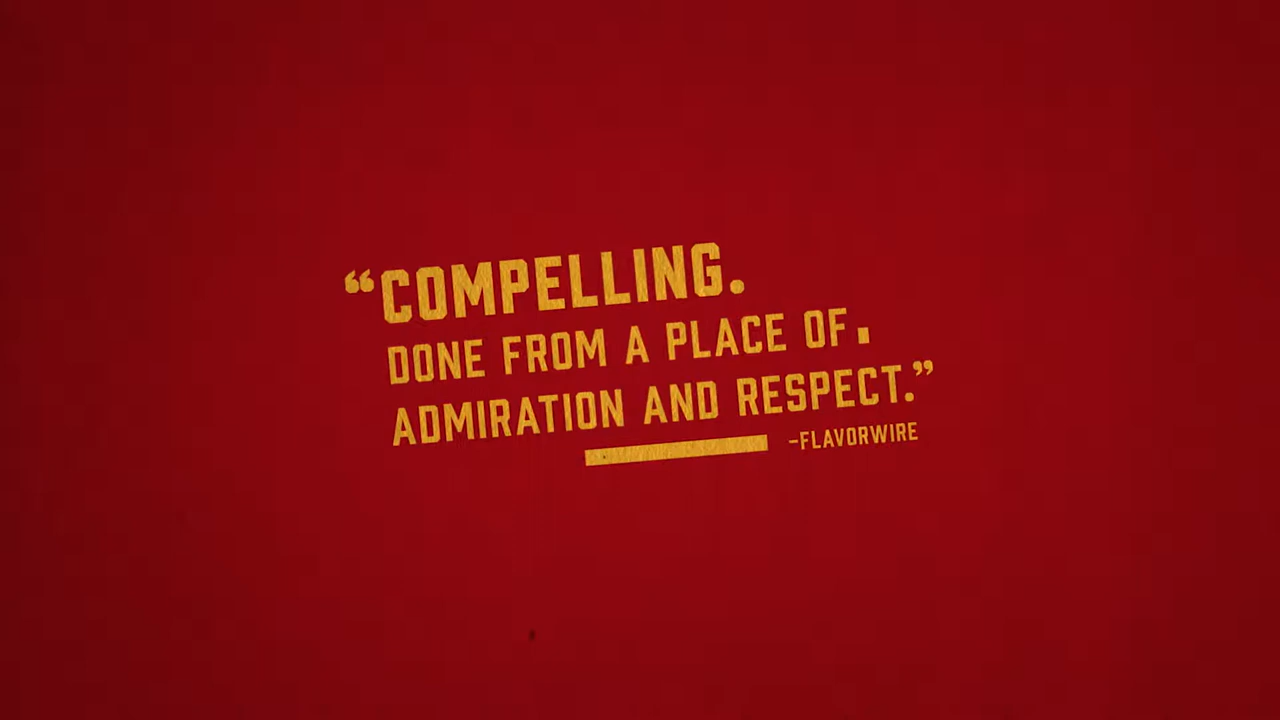 “COMPELLING.
DONE FROM A PLACE OF.
ADMIRATION AND RESPECT.”
–FLAVORWIRE